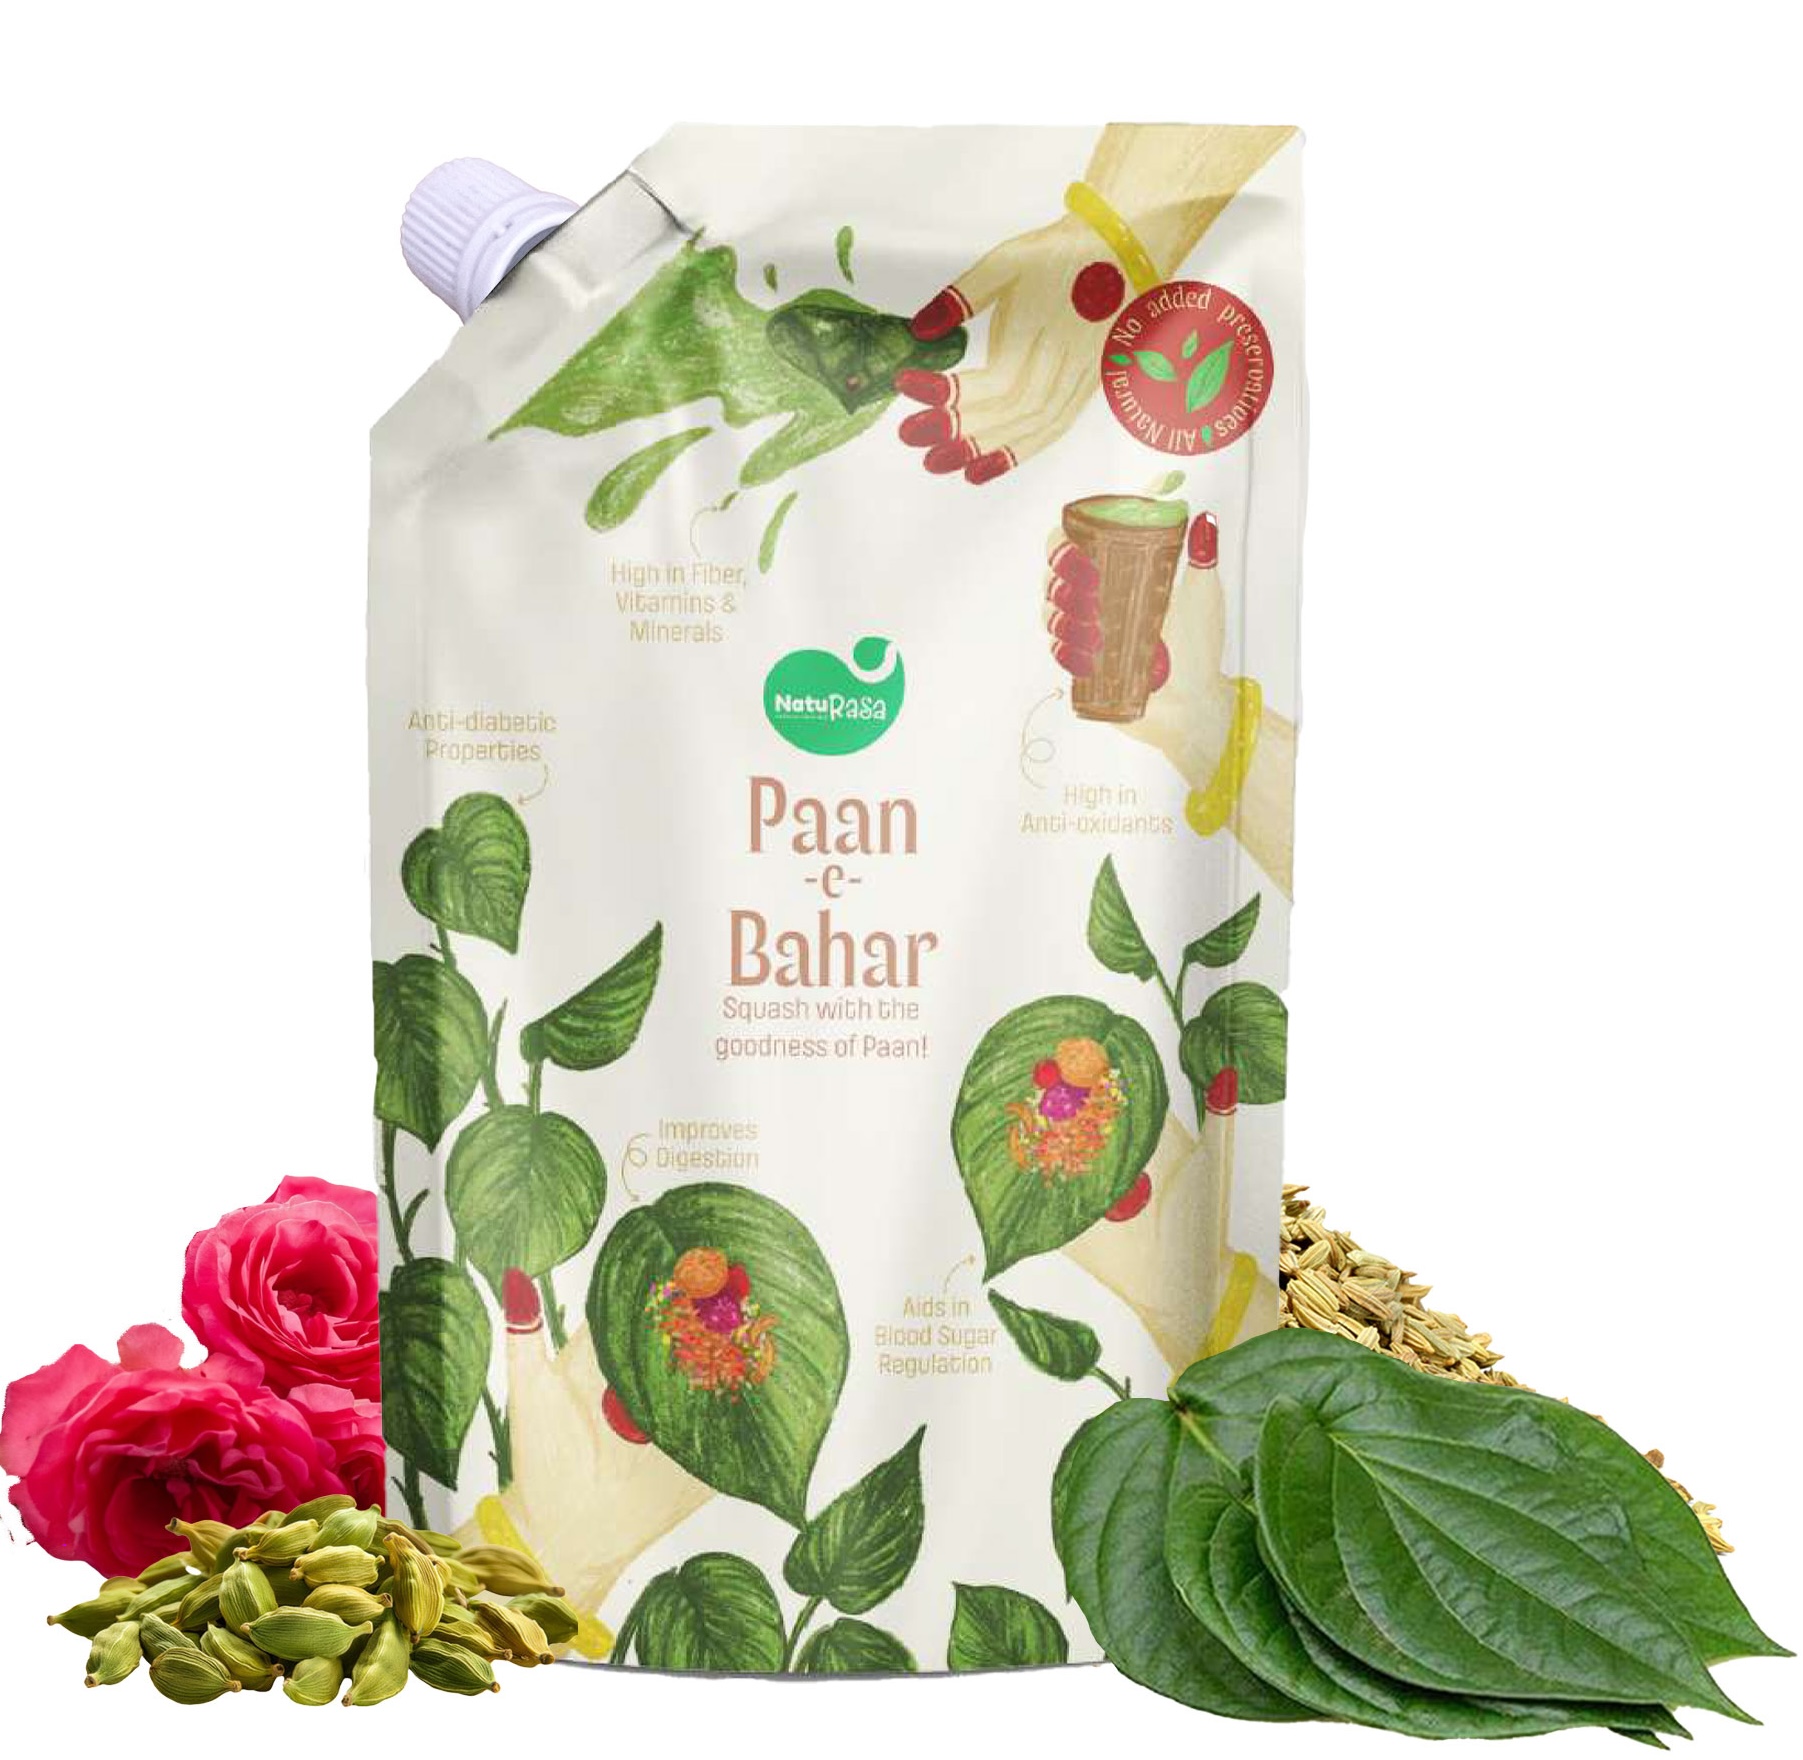 No added preservatives All Natural
High in Fiber,
Vitamins &
Minerals
NatuRasa
Anti-diabetic
Properties
High in
Anti-oxidants
Paan
-e-
Bahar
Squash with the
goodness of Paan!
Improves
Digestion
Aids in
Blood Sugar
Regulation